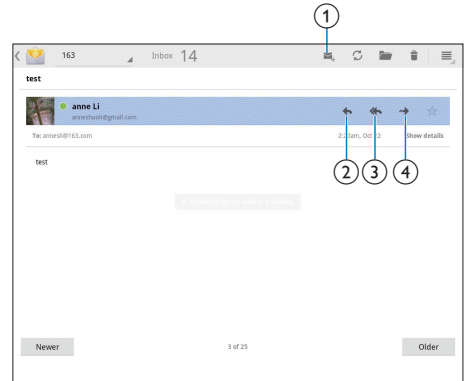 1
163 Inbox 14
test
anne Li
anneshuoli@gmail.com
To: annesli@163.com Show details
2 3 4
test
Newer 3 of 25 Older